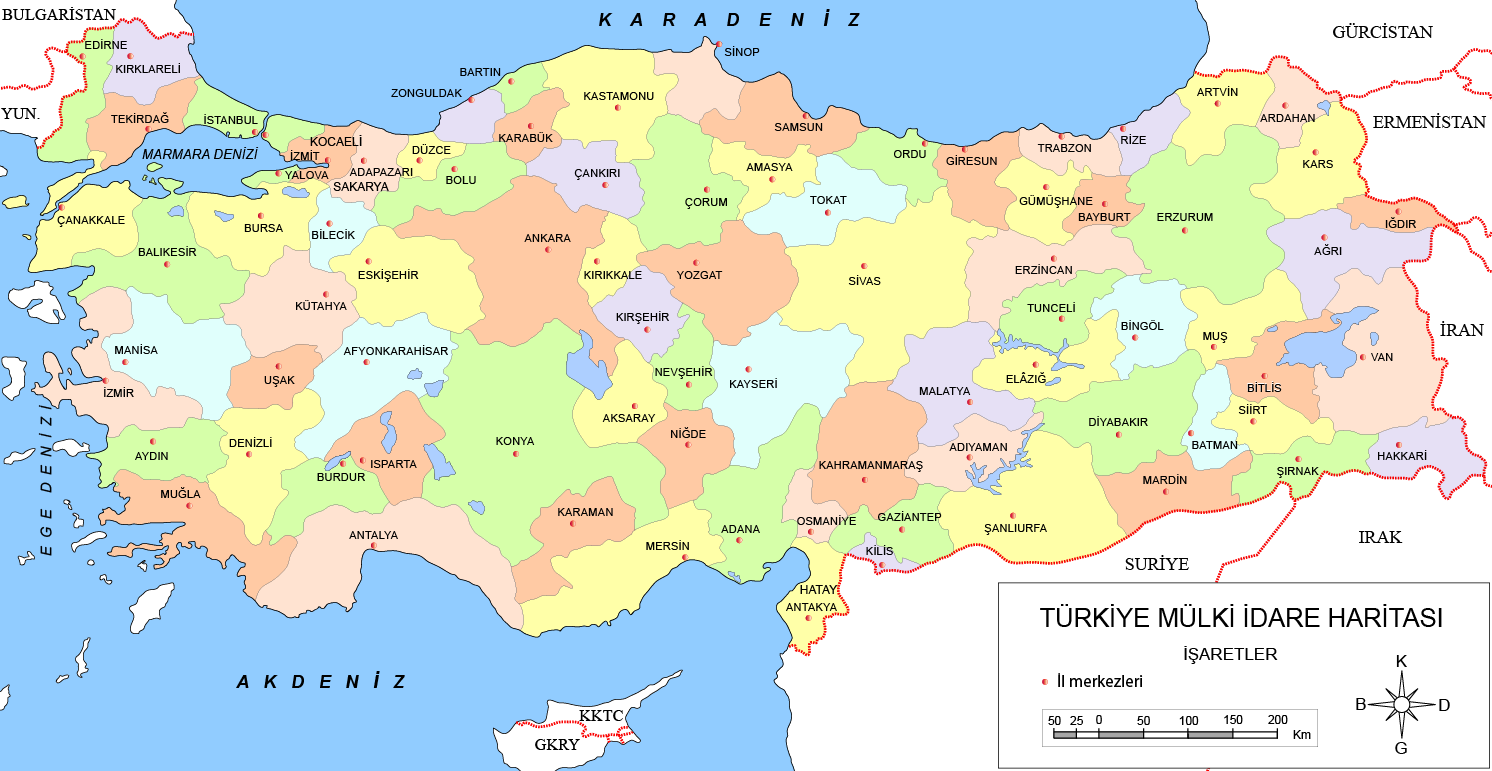 BULGARİSTAN
K A R A D E N İ Z
GÜRCİSTAN
EDİRNE
KIRKLARELİ
SİNOP
BARTIN
ZONGULDAK
KASTAMONU
ARTVİN
ARDAHAN
YUN.
TEKİRDAĞ
İSTANBUL
KOCAELİ
İZMİT
DÜZCE
KARABÜK
SAMSUN
ORDU
GİRESUN
TRABZON
RİZE
ERMENİSTAN
KARS
MARMARA DENİZİ
YALOVA
ADAPAZARI
SAKARYA
BOLU
ÇANKIRI
AMASYA
ÇORUM
TOKAT
GÜMÜŞHANE
BAYBURT
ERZURUM
IĞDIR
ÇANAKKALE
BURSA
BİLECİK
ANKARA
AĞRI
BALIKESİR
ESKİŞEHİR
KIRIKKALE
YOZGAT
SİVAS
ERZİNCAN
KÜTAHYA
KIRŞEHİR
TUNCELİ
BİNGÖL
MUŞ
İRAN
MANİSA
AFYONKARAHİSAR
UŞAK
NEVŞEHİR
KAYSERİ
MALATYA
ELÂZIĞ
BİTLİS
VAN
İZMİR
AKSARAY
SİİRT
EGE DENİZİ
AYDIN
DENİZLİ
KONYA
NİĞDE
DİYABAKIR
BATMAN
ADIYAMAN
HAKKARİ
BURDUR
ISPARTA
KAHRAMANMARAŞ
ŞIRNAK
MARDİN
MUĞLA
KARAMAN
OSMANİYE
GAZİANTEP
ŞANLIURFA
ANTALYA
MERSİN
ADANA
KİLİS
IRAK
SURİYE
HATAY
ANTAKYA
A K D E N İ Z
KKTC
GKRY
TÜRKİYE MÜLKİ İDARE HARİTASI
İŞARETLER
İl merkezleri
50 25 0 50 100 150 200
Km
K
B
D
G